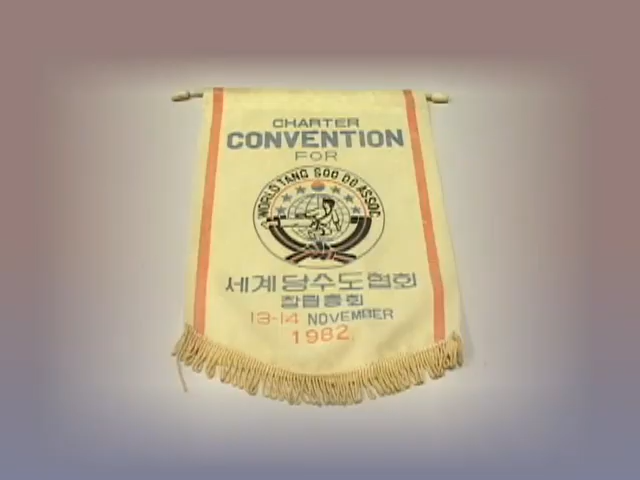 CHARTER
CONVENTION
FOR
WORLD TANG SOO DO ASSOC.
세계당수도협회
창립총회
13-14 NOVEMBER
1982.